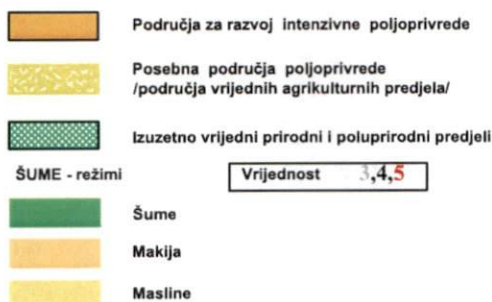 Područja za razvoj intenzivne poljoprivrede
Posebna područja poljoprivrede
/područja vrijednih agrikulturnih predjela/
Izuzetno vrijedni prirodni i poluprirodni predjeli
ŠUME - režimi
Vrijednost 3,4,5
Šume
Makija
Masline